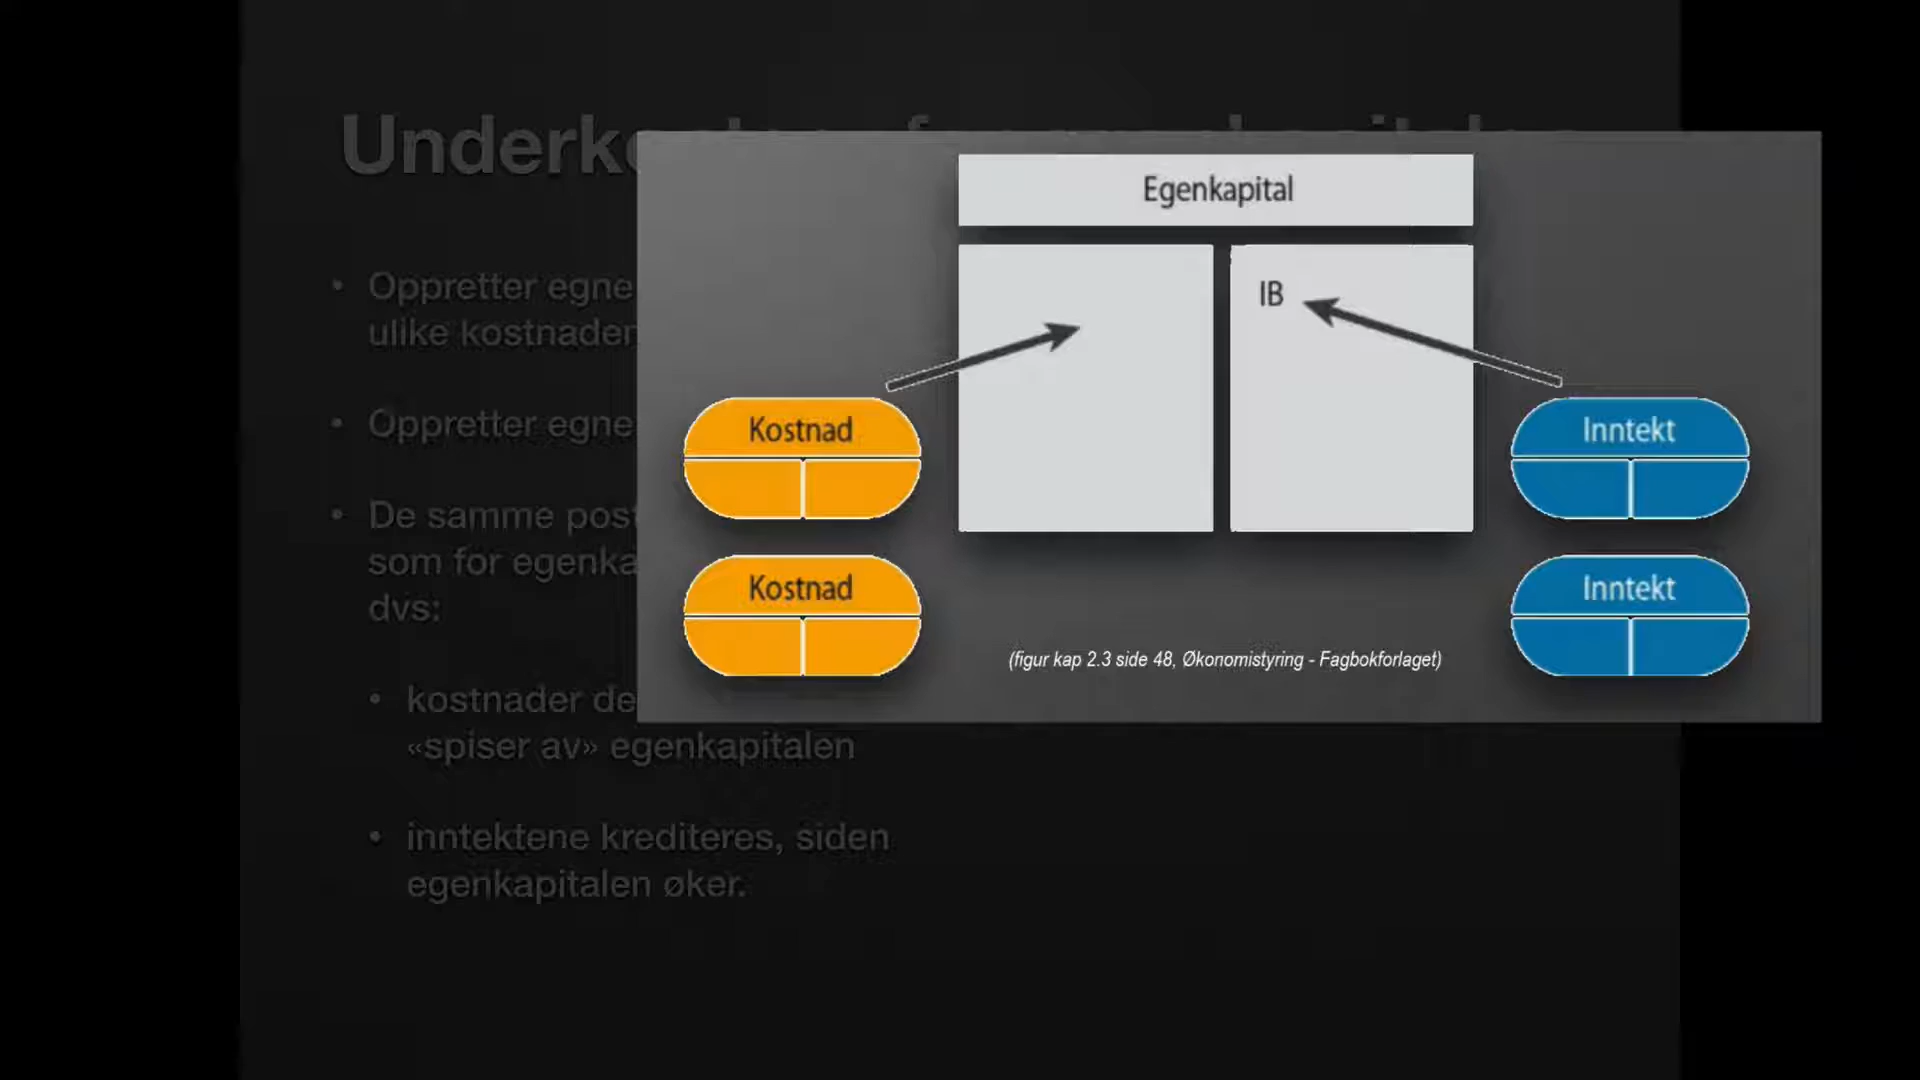 Oppretter egne
ulike kostnader
Oppretter egne
De samme post
som for egenka
dvs:
kostnader de
«spiser av» egenkapitalen
inntektene krediteres, siden
egenkapitalen øker.
Egenkapital
IB
Kostnad
Inntekt
Kostnad
Inntekt
(figur kap 2.3 side 48, Økonomistyring - Fagbokforlaget)